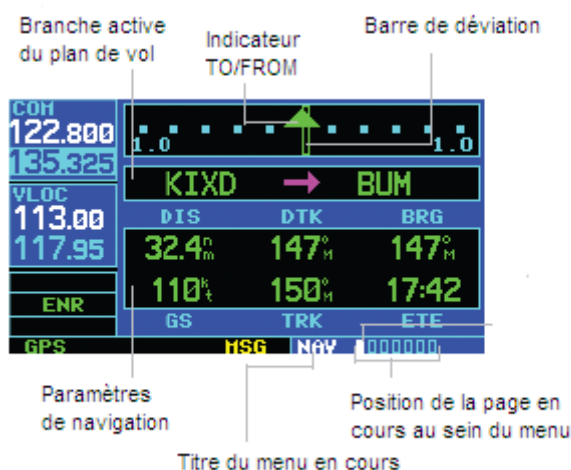 Branche active
du plan de vol
Indicateur
TO/FROM
Barre de déviation
COM
122.800
135.325
VLOC
113.00
117.95
ENR
GPS
1.0 1.0
KIXD → BUM
DIS DTK BRG
32.4nm 147°M 147°M
110kt 150°M 17:42
GS TRK ETE
MSG NAV
Paramètres
de navigation
Position de la page en
cours au sein du menu
Titre du menu en cours